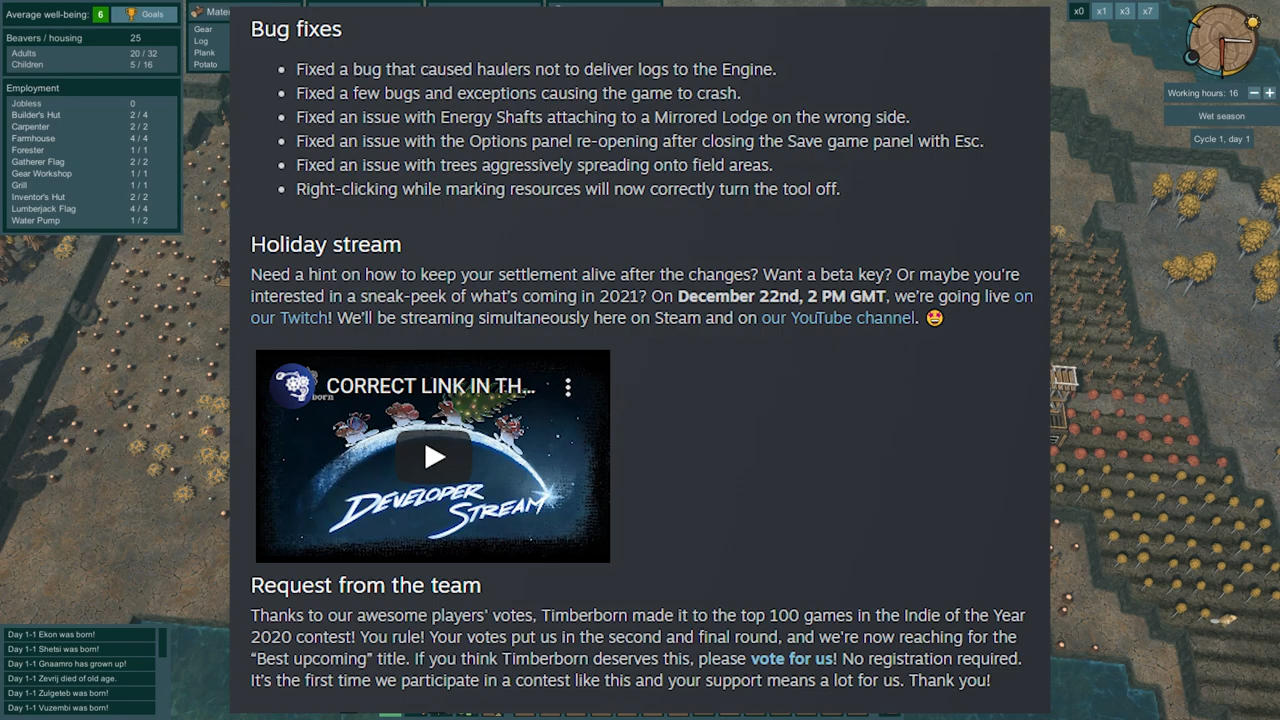 Average well-being: 6 Goals
Beavers / housing 25
Adults 20 / 32
Children 5 / 16
Employment
Jobless 0
Builder's Hut 2 / 4
Carpenter 2 / 2
Farmhouse 4 / 4
Forester 1 / 1
Gatherer Flag 2 / 2
Gear Workshop 1 / 1
Grill 1 / 1
Inventor's Hut 2 / 2
Lumberjack Flag 4 / 4
Water Pump 1 / 2
Gear
Log
Plank
Potato
Bug fixes
• Fixed a bug that caused haulers not to deliver logs to the Engine.
• Fixed a few bugs and exceptions causing the game to crash.
• Fixed an issue with Energy Shafts attaching to a Mirrored Lodge on the wrong side.
• Fixed an issue with the Options panel re-opening after closing the Save game panel with Esc.
• Fixed an issue with trees aggressively spreading onto field areas.
• Right-clicking while marking resources will now correctly turn the tool off.
Holiday stream
Need a hint on how to keep your settlement alive after the changes? Want a beta key? Or maybe you're
interested in a sneak-peek of what's coming in 2021? On December 22nd, 2 PM GMT, we're going live on
our Twitch! We'll be streaming simultaneously here on Steam and on our YouTube channel. 🤩
CORRECT LINK IN TH...
DEVELOPER
STREAM
Request from the team
Thanks to our awesome players' votes, Timberborn made it to the top 100 games in the Indie of the Year
2020 contest! You rule! Your votes put us in the second and final round, and we're now reaching for the
“Best upcoming” title. If you think Timberborn deserves this, please vote for us! No registration required.
It's the first time we participate in a contest like this and your support means a lot for us. Thank you!
x0 x1 x3 x7
Working hours: 16
Wet season
Cycle 1, day 1
Day 1-1 Ekon was born!
Day 1-1 Shetsi was born!
Day 1-1 Gnaamro has grown up!
Day 1-1 Zevrij died of old age.
Day 1-1 Zulgeteb was born!
Day 1-1 Vuzembi was born!